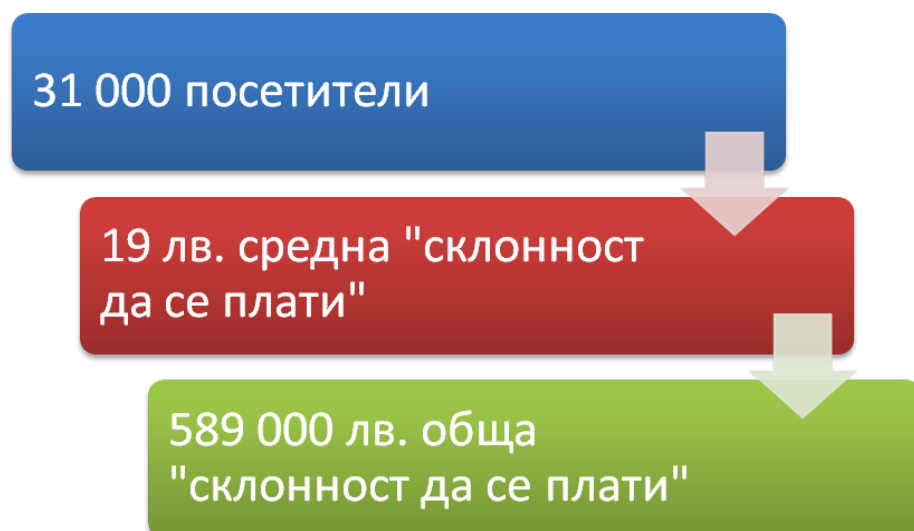 31 000 посетители
19 лв. средна "склонност
да се плати"
589 000 лв. обща
"склонност да се плати"